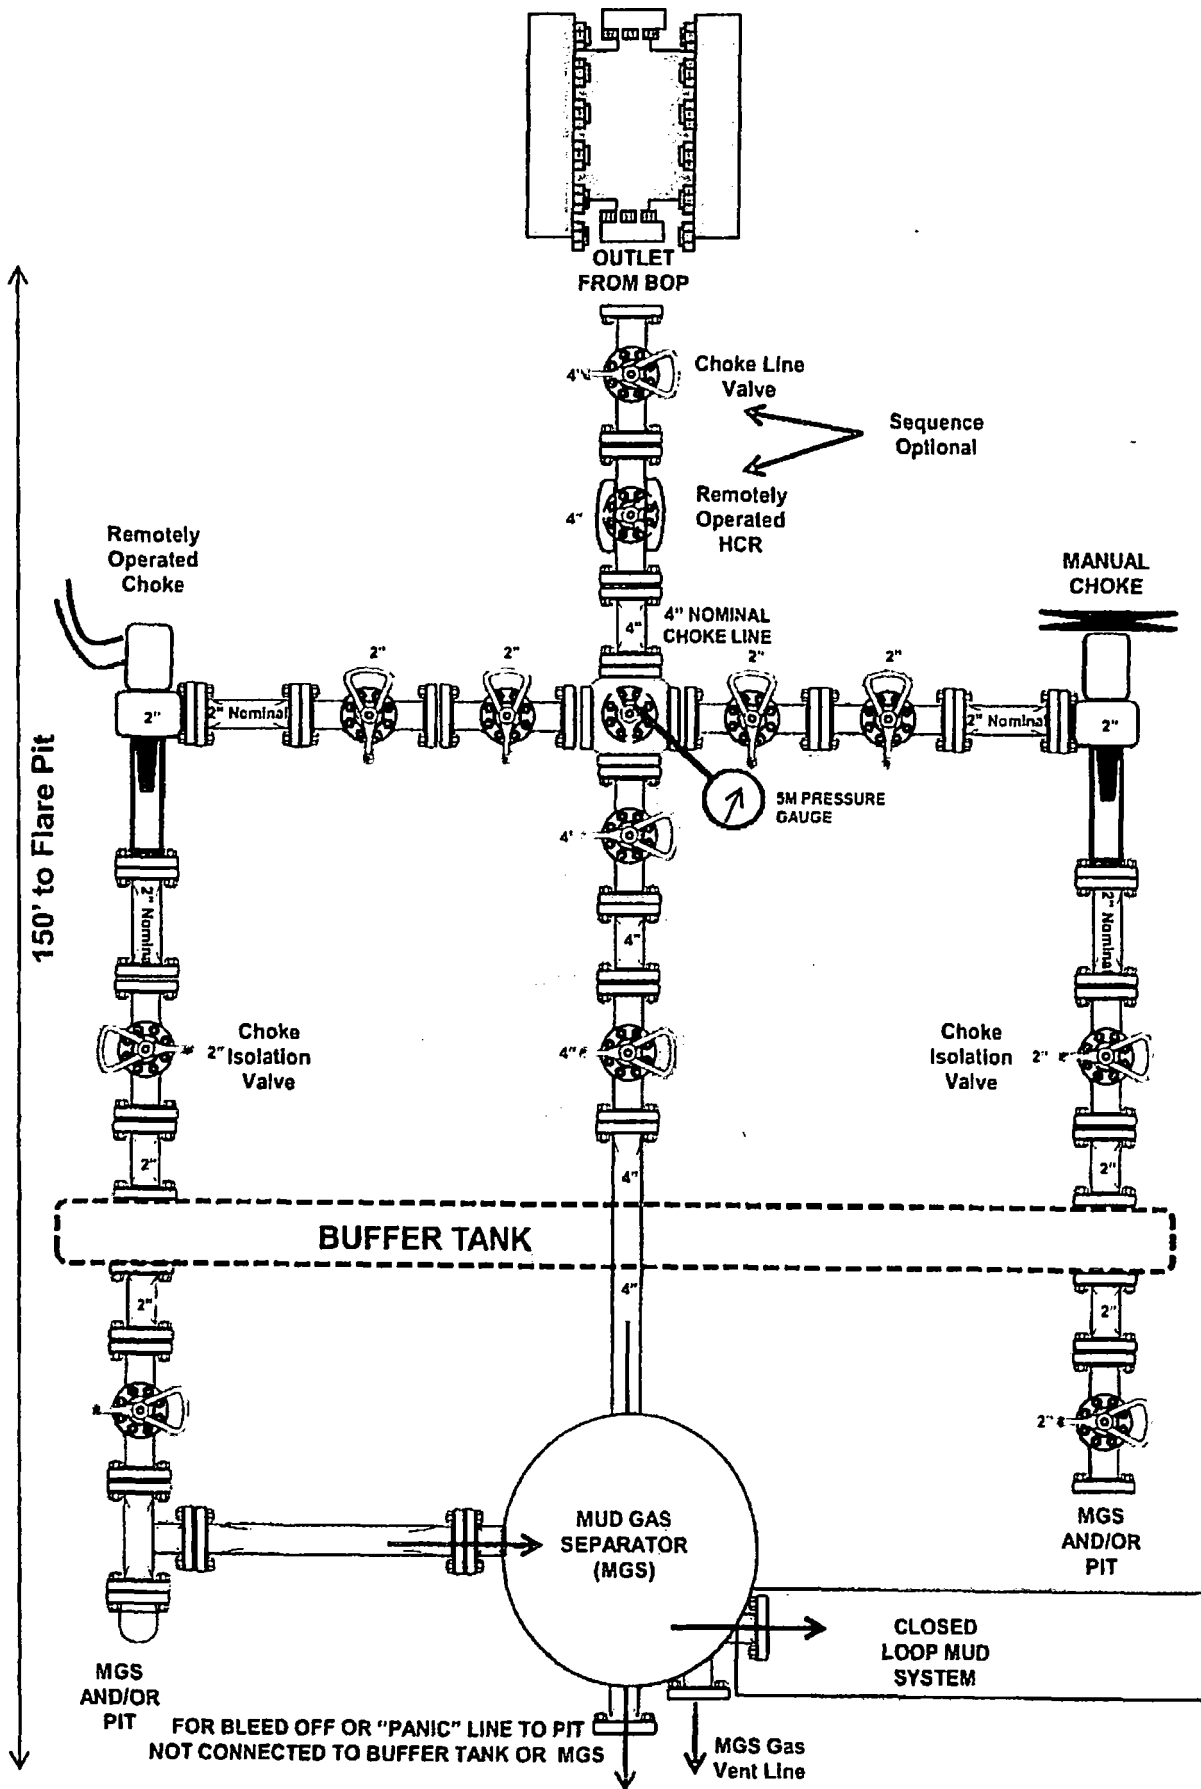 OUTLET
FROM BOP
4"
Choke Line
Valve
Sequence
Optional
4"
Remotely
Operated
HCR
Remotely
Operated
Choke
MANUAL
CHOKE
4"
4" NOMINAL
CHOKE LINE
2"
2"
2"
2"
2"
2" Nominal
2" Nominal
2"
5M PRESSURE
GAUGE
4"
150' to Flare Pit
2" Nominal
4"
2" Nominal
2"
Choke
Isolation
Valve
4"
Choke
Isolation
Valve
2"
2"
4"
2"
BUFFER TANK
2"
4"
2"
2"
MUD GAS
SEPARATOR
(MGS)
MGS
AND/OR
PIT
CLOSED
LOOP MUD
SYSTEM
MGS
AND/OR
PIT
FOR BLEED OFF OR "PANIC" LINE TO PIT
NOT CONNECTED TO BUFFER TANK OR MGS
MGS Gas
Vent Line